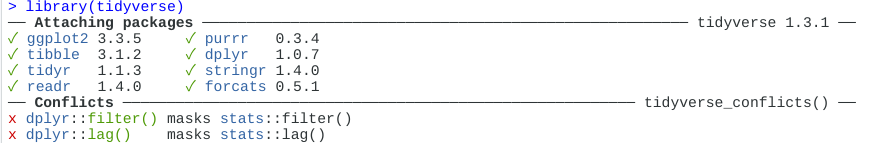 > library(tidyverse)
── Attaching packages ────────────────────────────────────────────────────── tidyverse 1.3.1 ──
✓ ggplot2 3.3.5     ✓ purrr   0.3.4
✓ tibble  3.1.2     ✓ dplyr   1.0.7
✓ tidyr   1.1.3     ✓ stringr 1.4.0
✓ readr   1.4.0     ✓ forcats 0.5.1
── Conflicts ───────────────────────────────────────────────────────── tidyverse_conflicts() ──
x dplyr::filter() masks stats::filter()
x dplyr::lag()    masks stats::lag()